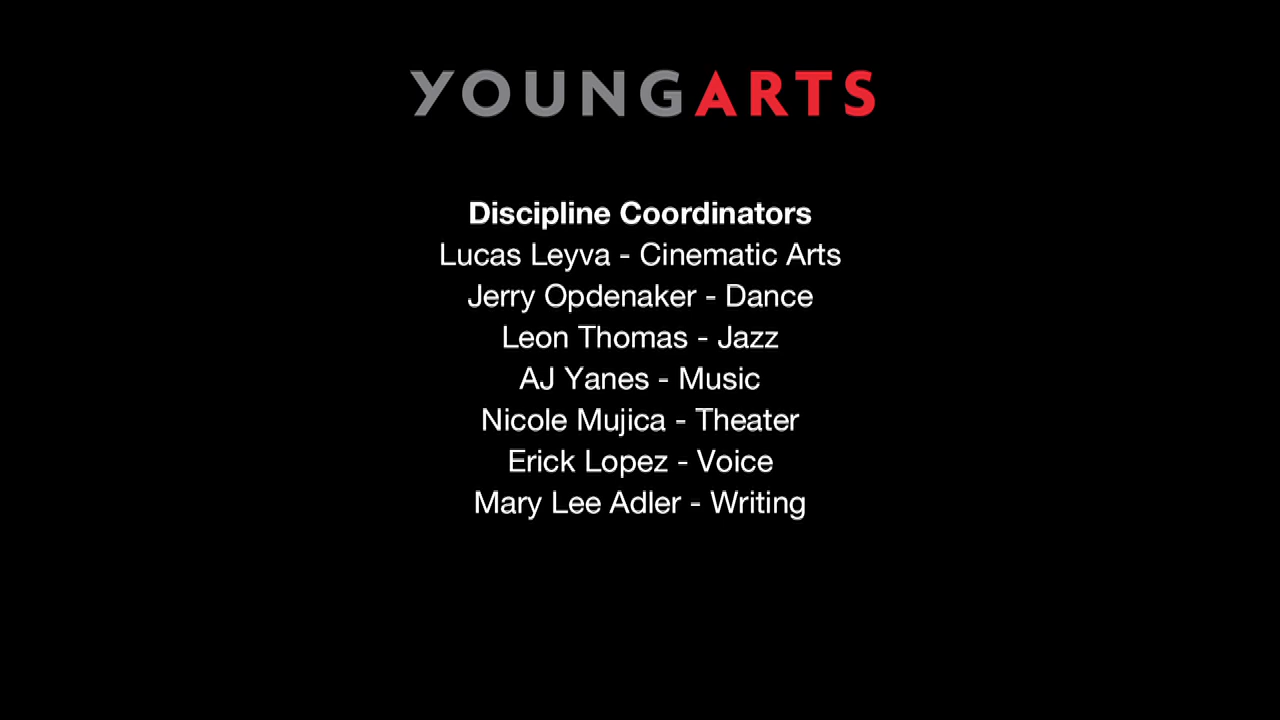 YOUNGARTS
Discipline Coordinators
Lucas Leyva - Cinematic Arts
Jerry Opdenaker - Dance
Leon Thomas - Jazz
AJ Yanes - Music
Nicole Mujica - Theater
Erick Lopez - Voice
Mary Lee Adler - Writing